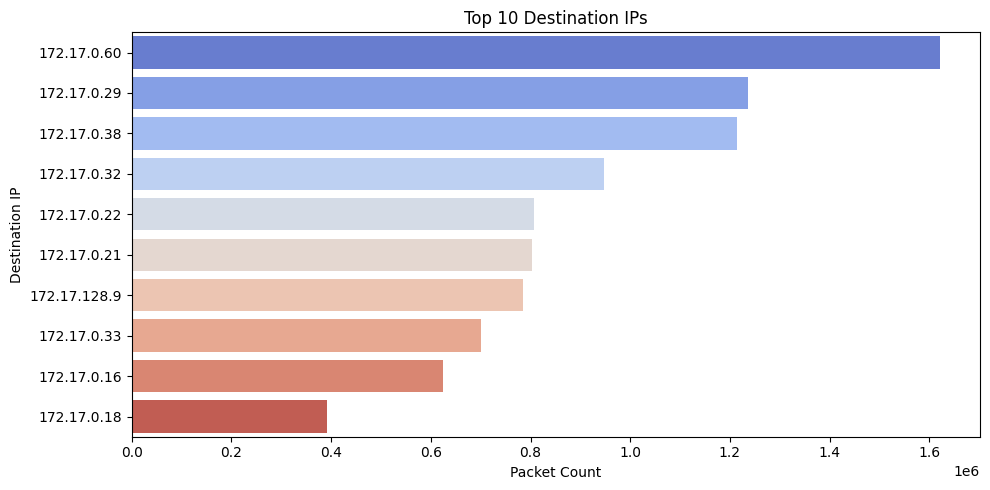 Top 10 Destination IPs
Destination IP
172.17.0.60
172.17.0.29
172.17.0.38
172.17.0.32
172.17.0.22
172.17.0.21
172.17.128.9
172.17.0.33
172.17.0.16
172.17.0.18
0.0 0.2 0.4 0.6 0.8 1.0 1.2 1.4 1.6
1e6
Packet Count